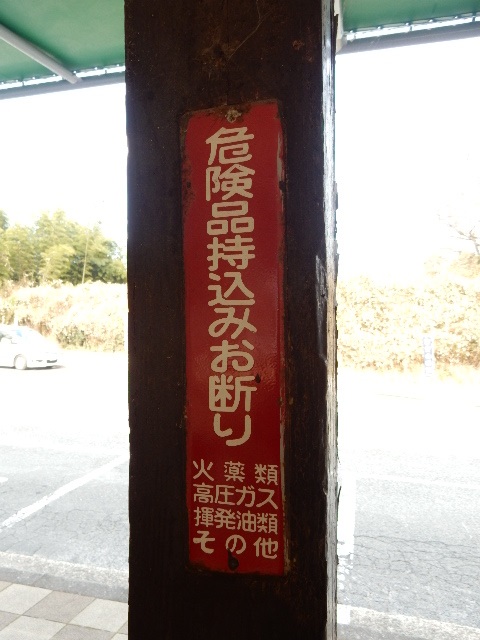 危険品持込みお断り
火薬類
高圧ガス
揮発油類
その他